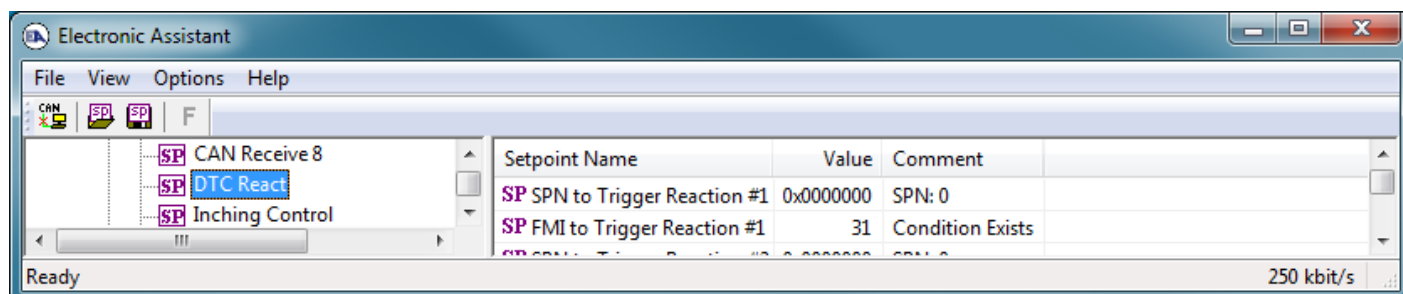 Electronic Assistant
File View Options Help
CAN SP SP F
SP CAN Receive 8
SP DTC React
SP Inching Control
Setpoint Name Value Comment
SP SPN to Trigger Reaction #1 0x0000000 SPN: 0
SP FMI to Trigger Reaction #1 31 Condition Exists
Ready 250 kbit/s